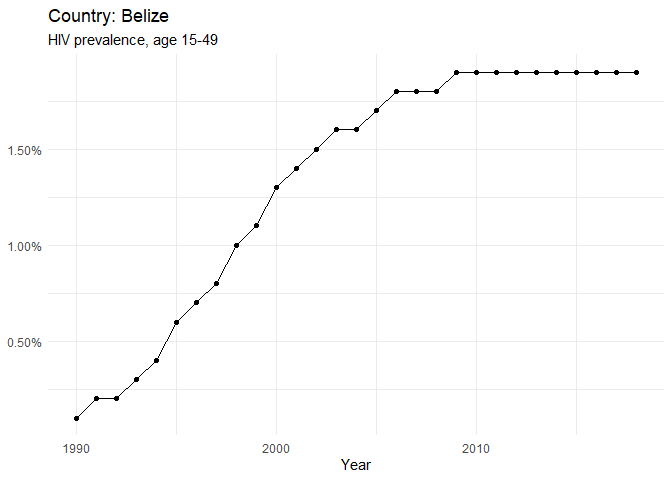 Country: Belize
HIV prevalence, age 15-49
1.50%
1.00%
0.50%
1990 2000 2010
Year